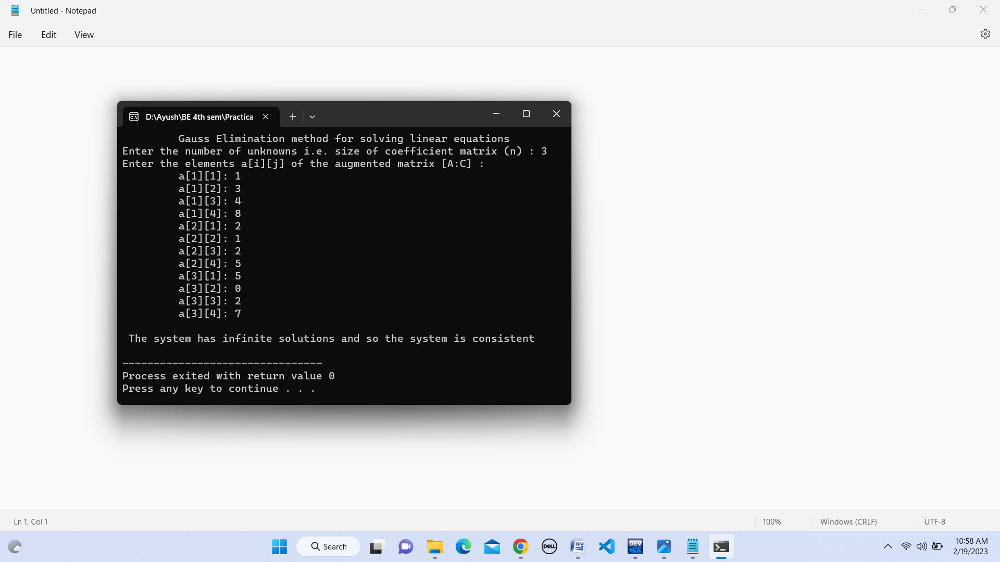 Untitled - Notepad
File Edit View
D:\Ayush\BE 4th sem\Practica
Gauss Elimination method for solving linear equations
Enter the number of unknowns i.e. size of coefficient matrix (n) : 3
Enter the elements a[i][j] of the augmented matrix [A:C] :
a[1][1]: 1
a[1][2]: 3
a[1][3]: 4
a[1][4]: 8
a[2][1]: 2
a[2][2]: 1
a[2][3]: 2
a[2][4]: 5
a[3][1]: 5
a[3][2]: 0
a[3][3]: 2
a[3][4]: 7
The system has infinite solutions and so the system is consistent
--------------------------------
Process exited with return value 0
Press any key to continue . . .
Ln 1, Col 1 100% Windows (CRLF) UTF-8
Search DELL W DEV C++ 10:58 AM
2/19/2023